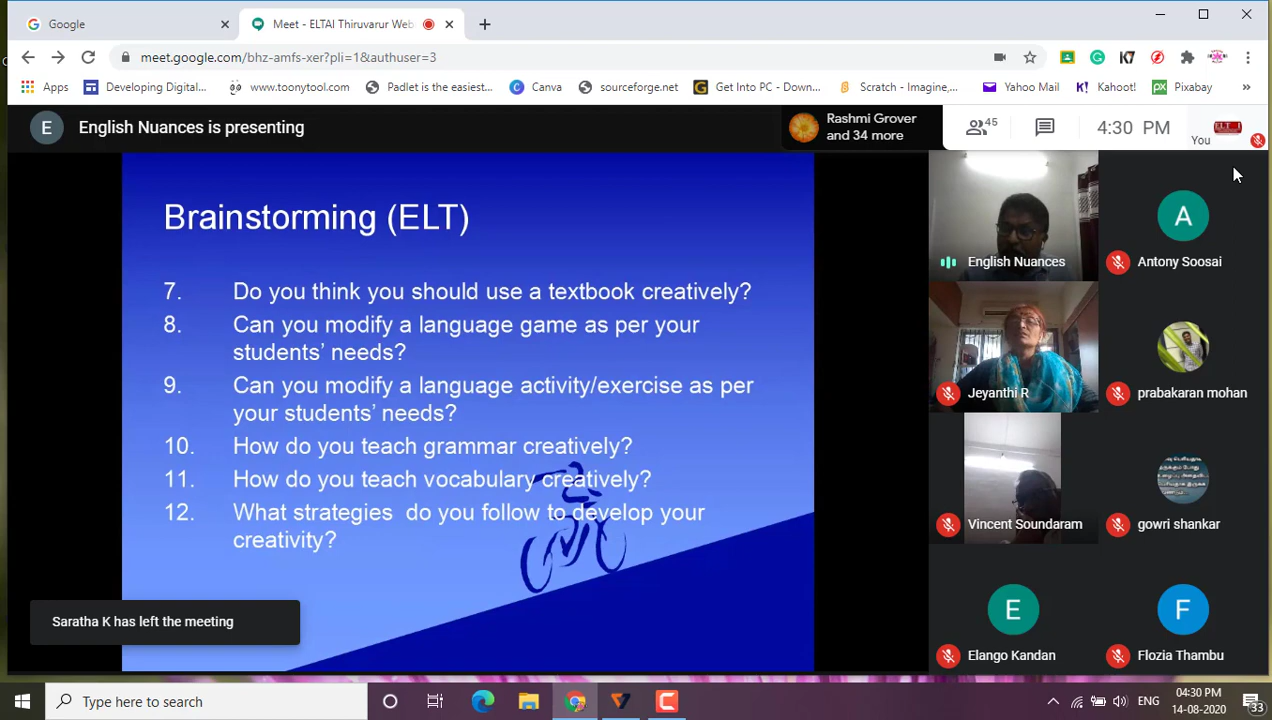 Google
Meet - ELTAI Thiruvarur Web
meet.google.com/bhz-amfs-xer?pli=1&authuser=3
Apps
Developing Digital...
www.tonytool.com
Padlet is the easiest...
Canva
sourceforge.net
Get Into PC - Down...
Scratch - Imagine,...
Yahoo Mail
Kahoot!
Pixabay
E
English Nuances is presenting
Rashmi Grover
and 34 more
45
4:30 PM
You
Brainstorming (ELT)
7. Do you think you should use a textbook creatively?
8. Can you modify a language game as per your
students’ needs?
9. Can you modify a language activity/exercise as per
your students’ needs?
10. How do you teach grammar creatively?
11. How do you teach vocabulary creatively?
12. What strategies do you follow to develop your
creativity?
Saratha K has left the meeting
English Nuances
A
Antony Soosai
Jeyanthi R
prabakaran mohan
Vincent Soundaram
gowri shankar
E
Elango Kandan
F
Flozia Thambu
Type here to search
ENG
04:30 PM
14-08-2020
33